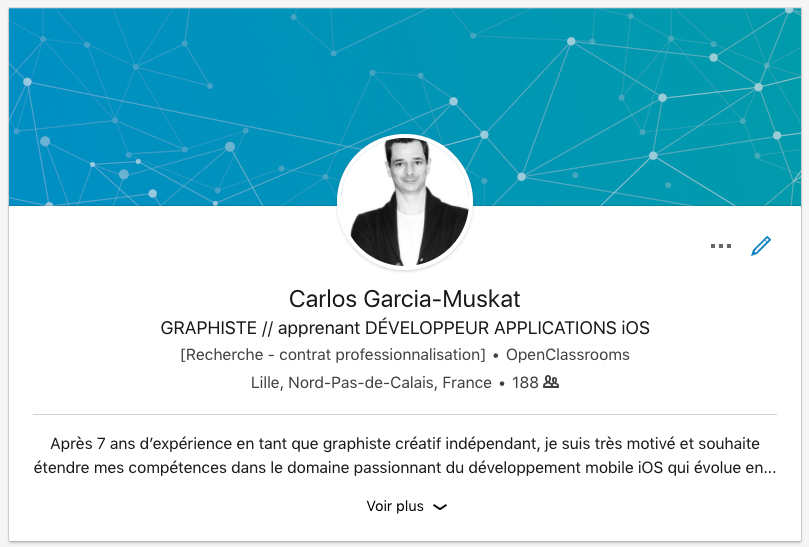 Carlos Garcia-Muskat
GRAPHISTE // apprenant DÉVELOPPEUR APPLICATIONS iOS
[Recherche - contrat professionnalisation] • OpenClassrooms
Lille, Nord-Pas-de-Calais, France • 188
Après 7 ans d’expérience en tant que graphiste créatif indépendant, je suis très motivé et souhaite
étendre mes compétences dans le domaine passionnant du développement mobile iOS qui évolue en...
Voir plus